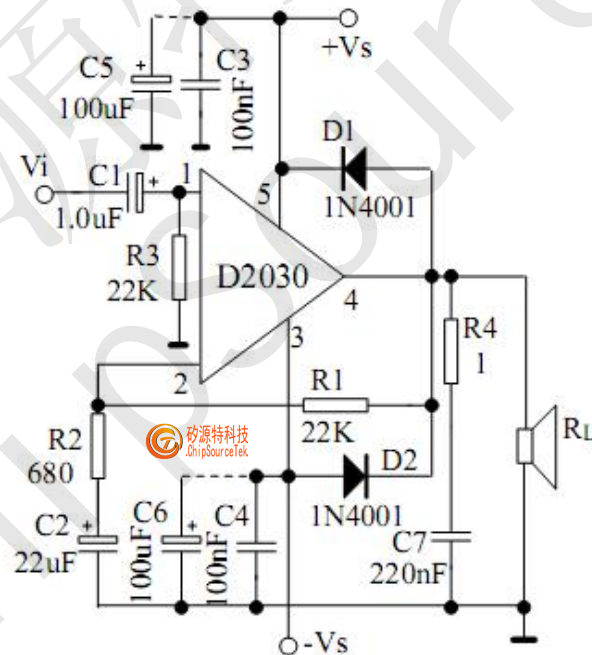 +Vs
C5
+
100uF
C3
100nF
D1
1N4001
Vi
C1
+
1.0uF
1
5
R3
22K
D2030
4
3
2
R4
1
R1
22K
RL
R2
680
矽源特科技
ChipSourceTek
D2
1N4001
C2
+
22uF
C6
+
100uF
C4
100nF
C7
220nF
-Vs